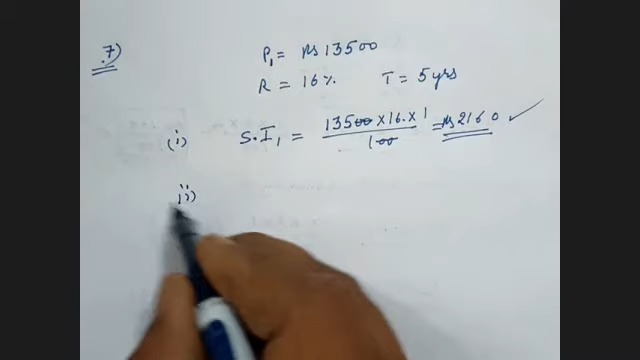 7)
P₁ = Rs 13500
R = 16% T = 5 yrs
(i) S.I₁ = 13500 × 16 × 1 / 100 = Rs 2160 ✓
ii)